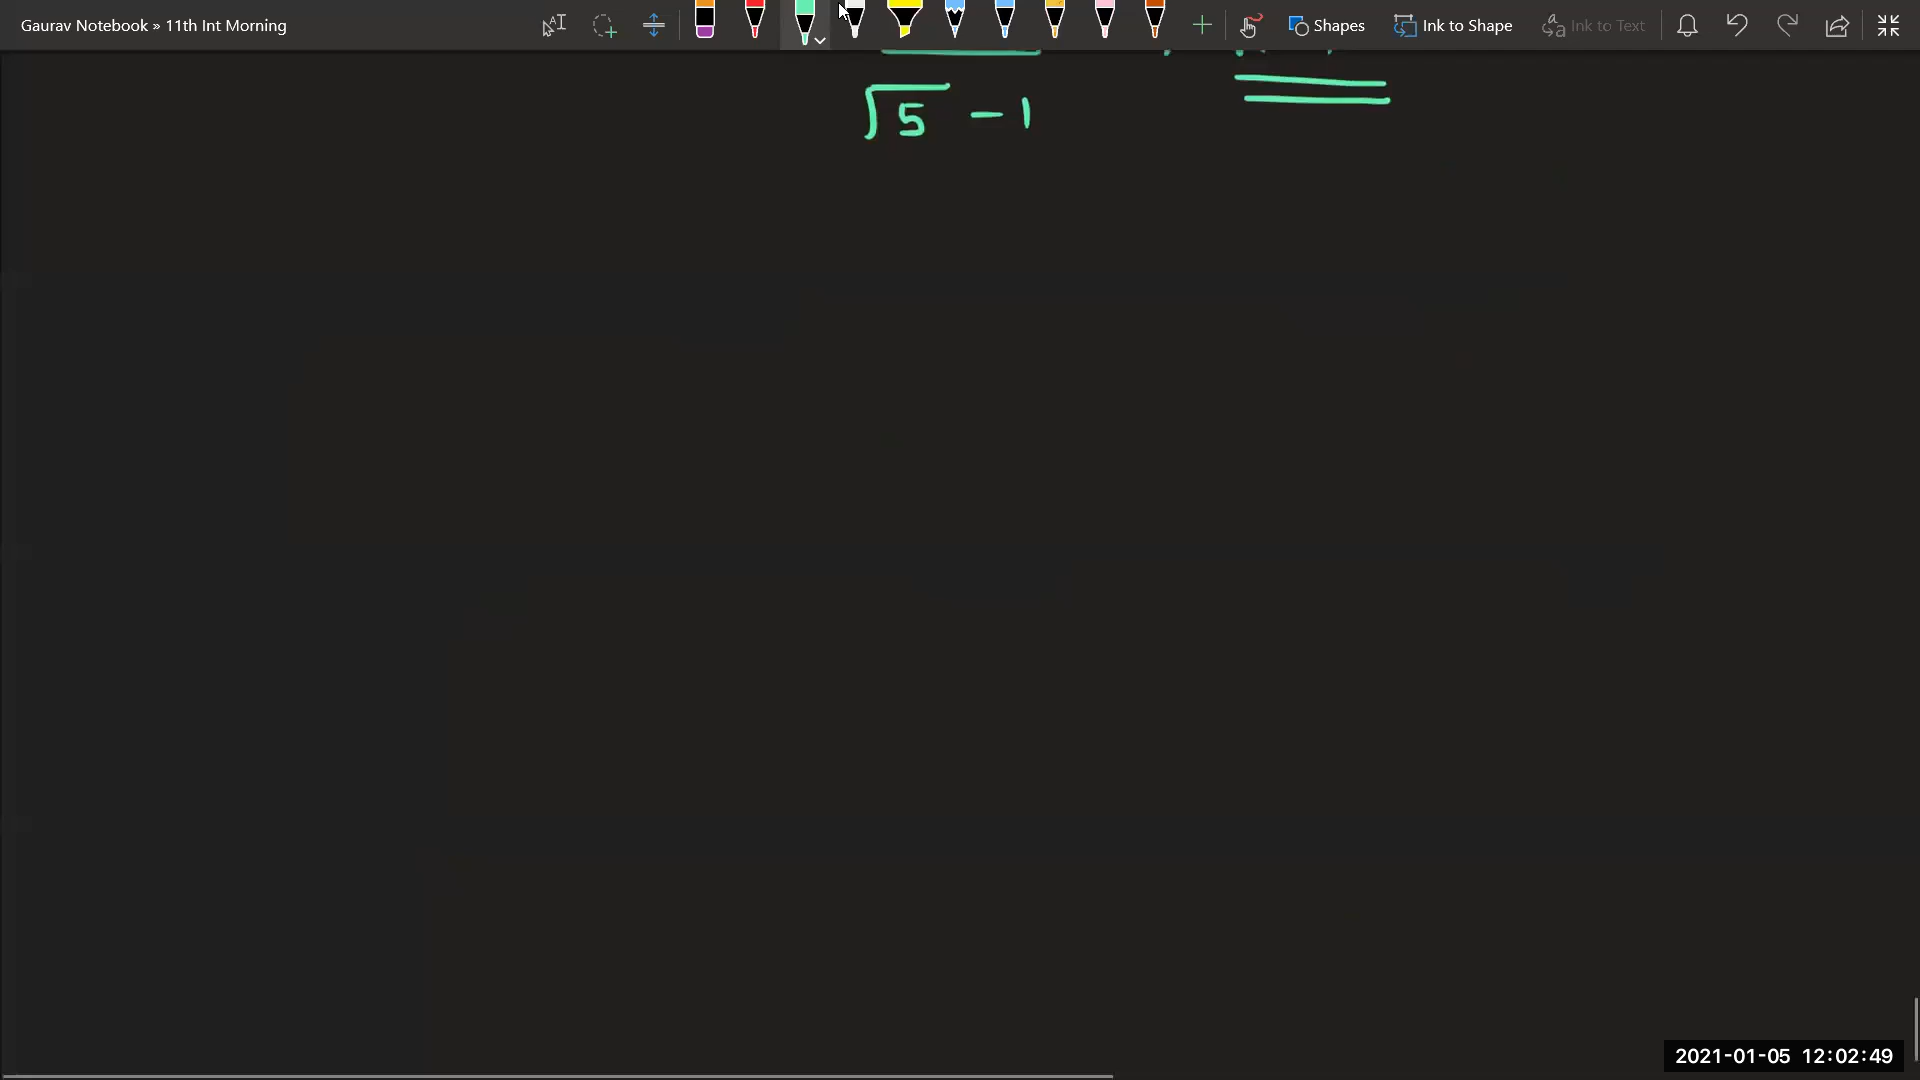 Gaurav Notebook » 11th Int Morning
Shapes
Ink to Shape
Ink to Text
√5 - 1
2021-01-05 12:02:49